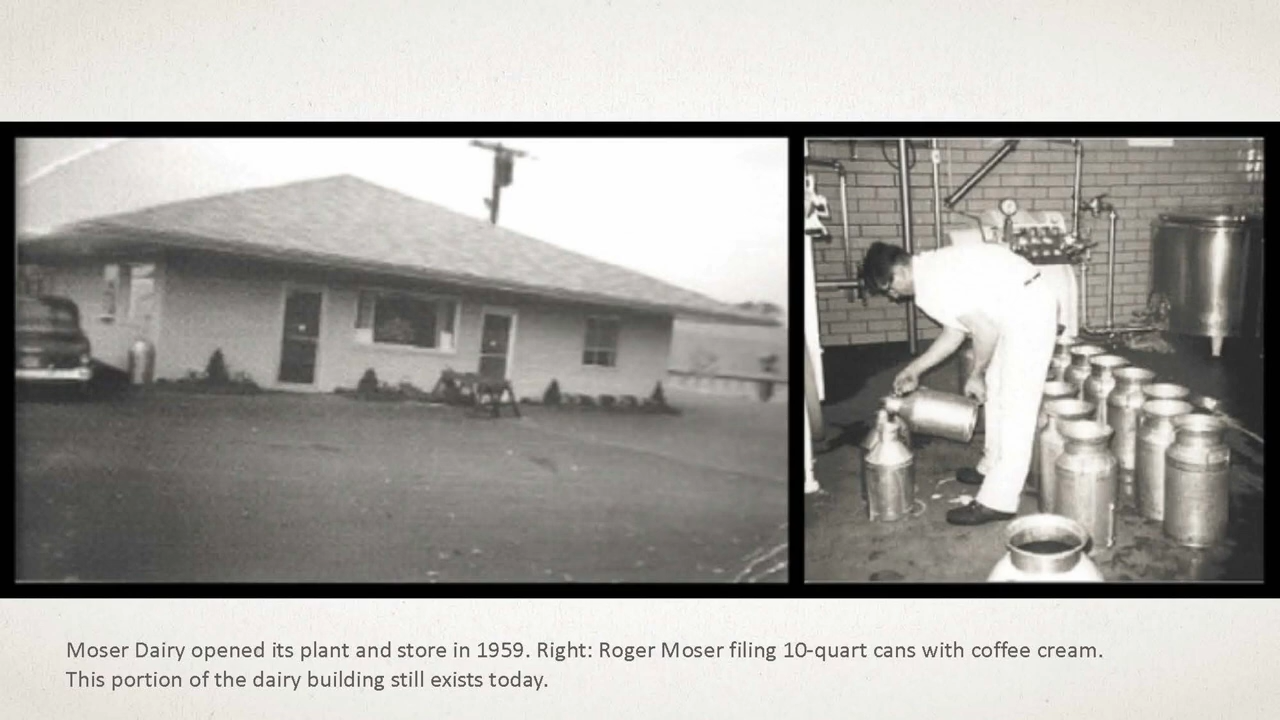 Moser Dairy opened its plant and store in 1959. Right: Roger Moser filing 10-quart cans with coffee cream.
This portion of the dairy building still exists today.